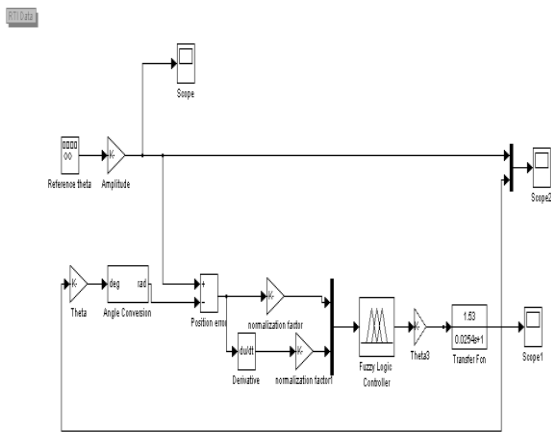 RTI Data
Scope
Reference theta
K-
Amplitude
Scope2
K-
Theta
deg rad
Angle Conversion
+
−
Position error
K-
normalization factor
du/dt
Derivative
K-
normalization factor1
Fuzzy Logic
Controller
K-
Theta3
1.53
0.0254s+1
Transfer Fcn
Scope1